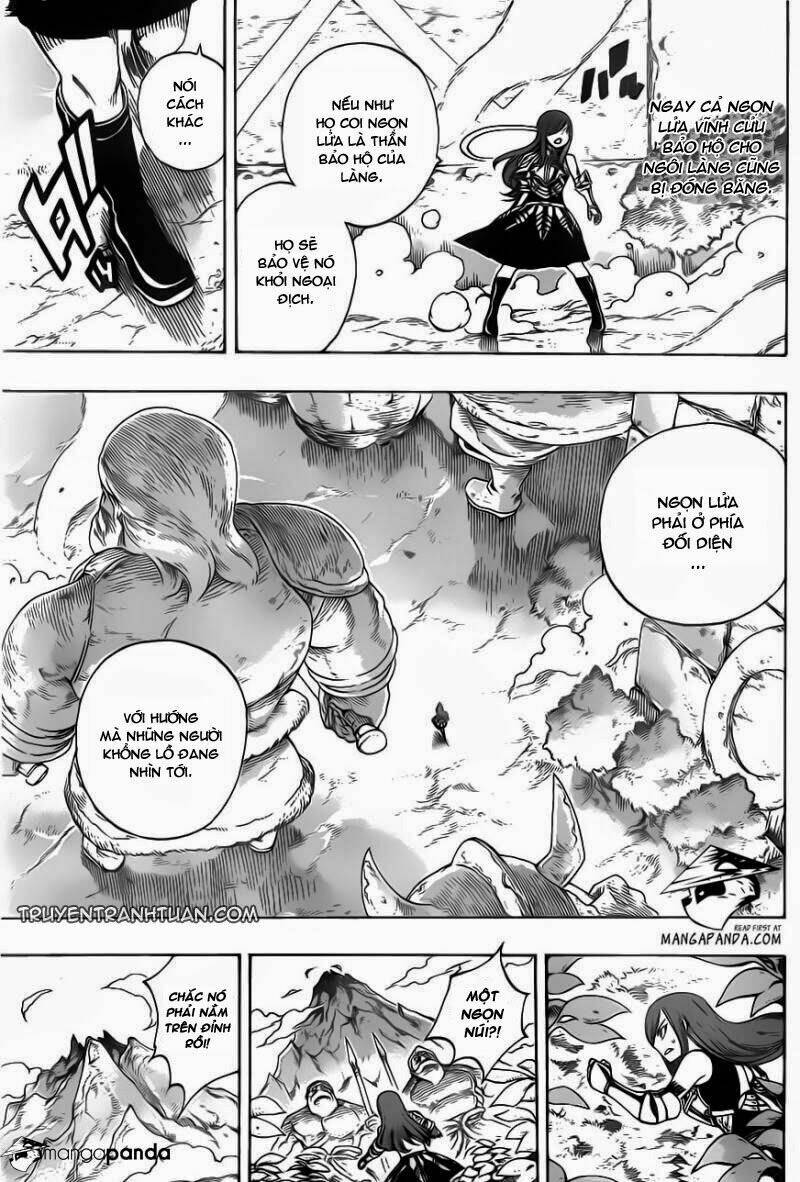 NGAY CẢ NGỌN
LỬA VĨNH CỬU
BẢO HỘ CHO
NGÔI LÀNG CŨNG
BỊ ĐÓNG BĂNG.
NẾU NHƯ
HỌ COI NGỌN
LỬA LÀ THẦN
BẢO HỘ CỦA
LÀNG.
HỌ SẼ
BẢO VỆ NÓ
KHỎI NGOẠI
ĐỊCH.
NÓI
CÁCH
KHÁC
...
NGỌN LỬA
PHẢI Ở PHÍA
ĐỐI DIỆN
...
VỚI HƯỚNG
MÀ NHŨNG NGƯỜI
KHỔNG LỒ ĐANG
NHÌN TỚI.
TRUYENTRANHTUAN.COM
READ FIRST AT
MANGAPANDA.COM
MỘT
NGỌN
NÚI?!
CHẮC NÓ
PHẢI NẰM
TRÊN ĐỈNH
RỒI!
mangapanda